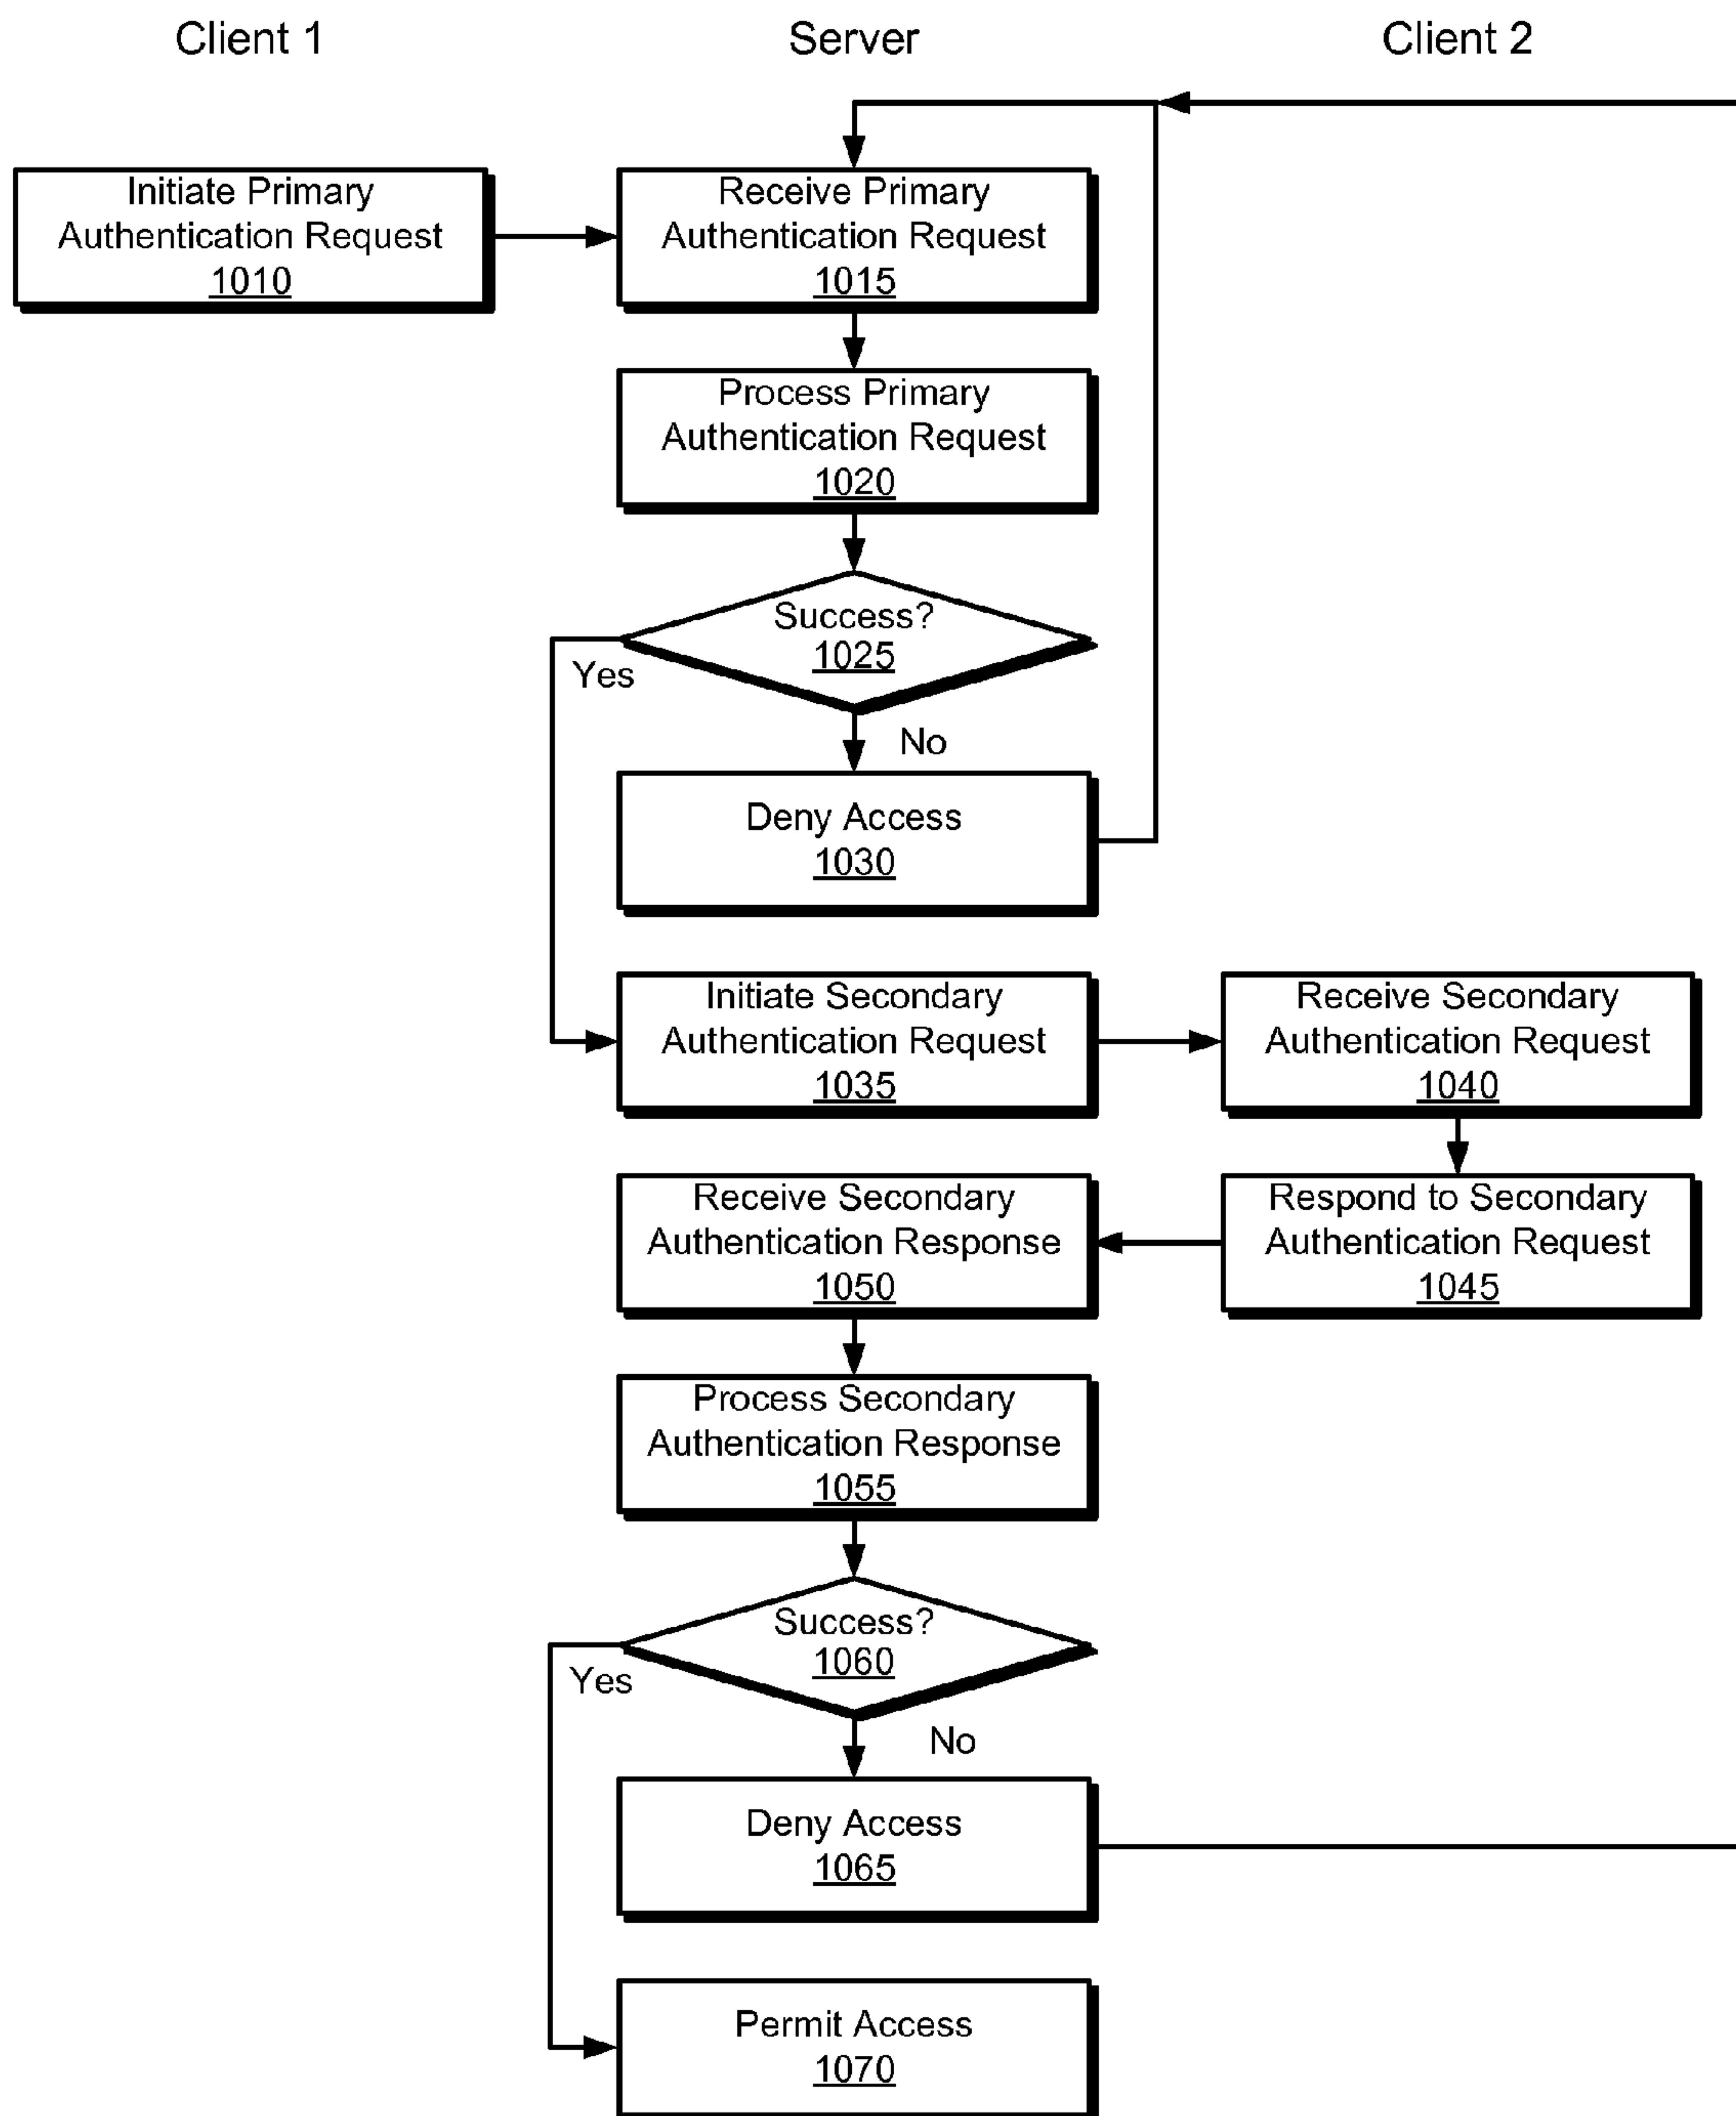 Client 1
Server
Client 2
Initiate Primary
Authentication Request
1010
Receive Primary
Authentication Request
1015
Process Primary
Authentication Request
1020
Success?
1025
Yes
No
Deny Access
1030
Initiate Secondary
Authentication Request
1035
Receive Secondary
Authentication Request
1040
Respond to Secondary
Authentication Request
1045
Receive Secondary
Authentication Response
1050
Process Secondary
Authentication Response
1055
Success?
1060
Yes
No
Deny Access
1065
Permit Access
1070